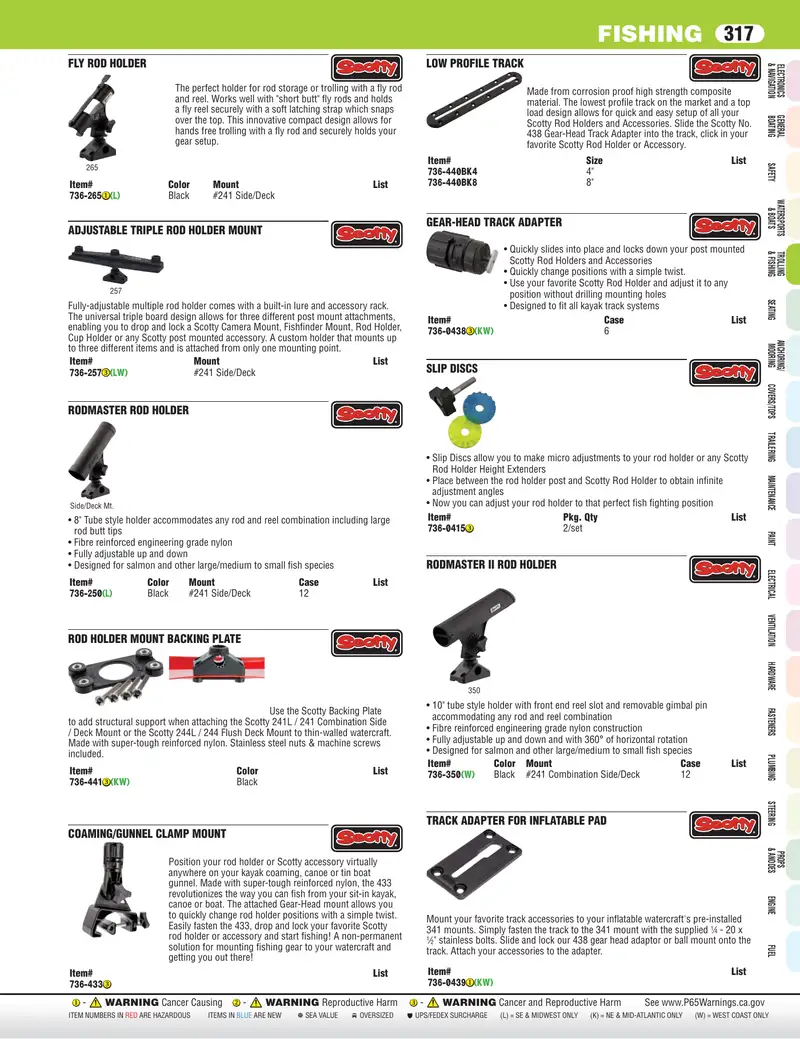 FISHING 317
FLY ROD HOLDER
Scotty
The perfect holder for rod storage or trolling with a fly rod
and reel. Works well with "short butt" fly rods and holds
a fly reel securely with a soft latching strap which snaps
over the top. This innovative compact design allows for
hands free trolling with a fly rod and securely holds your
gear setup.
265
Item# Color Mount List
736-265 1 (L) Black #241 Side/Deck
ADJUSTABLE TRIPLE ROD HOLDER MOUNT
Scotty
257
Fully-adjustable multiple rod holder comes with a built-in lure and accessory rack.
The universal triple board design allows for three different post mount attachments,
enabling you to drop and lock a Scotty Camera Mount, Fishfinder Mount, Rod Holder,
Cup Holder or any Scotty post mounted accessory. A custom holder that mounts up
to three different items and is attached from only one mounting point.
Item# Mount List
736-257 3 (LW) #241 Side/Deck
RODMASTER ROD HOLDER
Scotty
Side/Deck Mt.
• 8" Tube style holder accommodates any rod and reel combination including large
rod butt tips
• Fibre reinforced engineering grade nylon
• Fully adjustable up and down
• Designed for salmon and other large/medium to small fish species
Item# Color Mount Case List
736-250(L) Black #241 Side/Deck 12
ROD HOLDER MOUNT BACKING PLATE
Scotty
Use the Scotty Backing Plate
to add structural support when attaching the Scotty 241L / 241 Combination Side
/ Deck Mount or the Scotty 244L / 244 Flush Deck Mount to thin-walled watercraft.
Made with super-tough reinforced nylon. Stainless steel nuts & machine screws
included.
Item# Color List
736-441 3 (KW) Black
COAMING/GUNNEL CLAMP MOUNT
Scotty
Position your rod holder or Scotty accessory virtually
anywhere on your kayak coaming, canoe or tin boat
gunnel. Made with super-tough reinforced nylon, the 433
revolutionizes the way you can fish from your sit-in kayak,
canoe or boat. The attached Gear-Head mount allows you
to quickly change rod holder positions with a simple twist.
Easily fasten the 433, drop and lock your favorite Scotty
rod holder or accessory and start fishing! A non-permanent
solution for mounting fishing gear to your watercraft and
getting you out there!
Item# List
736-433 3
LOW PROFILE TRACK
Scotty
Made from corrosion proof high strength composite
material. The lowest profile track on the market and a top
load design allows for quick and easy setup of all your
Scotty Rod Holders and Accessories. Slide the Scotty No.
438 Gear-Head Track Adapter into the track, click in your
favorite Scotty Rod Holder or Accessory.
Item# Size List
736-440BK4 4"
736-440BK8 8"
GEAR-HEAD TRACK ADAPTER
Scotty
• Quickly slides into place and locks down your post mounted
Scotty Rod Holders and Accessories
• Quickly change positions with a simple twist.
• Use your favorite Scotty Rod Holder and adjust it to any
position without drilling mounting holes
• Designed to fit all kayak track systems
Item# Case List
736-0438 3 (KW) 6
SLIP DISCS
Scotty
• Slip Discs allow you to make micro adjustments to your rod holder or any Scotty
Rod Holder Height Extenders
• Place between the rod holder post and Scotty Rod Holder to obtain infinite
adjustment angles
• Now you can adjust your rod holder to that perfect fish fighting position
Item# Pkg. Qty List
736-0415 3 2/set
RODMASTER II ROD HOLDER
Scotty
350
• 10" tube style holder with front end reel slot and removable gimbal pin
accommodating any rod and reel combination
• Fibre reinforced engineering grade nylon construction
• Fully adjustable up and down and with 360° of horizontal rotation
• Designed for salmon and other large/medium to small fish species
Item# Color Mount Case List
736-350(W) Black #241 Combination Side/Deck 12
TRACK ADAPTER FOR INFLATABLE PAD
Scotty
Mount your favorite track accessories to your inflatable watercraft's pre-installed
341 mounts. Simply fasten the track to the 341 mount with the supplied ¼ - 20 x
½" stainless bolts. Slide and lock our 438 gear head adaptor or ball mount onto the
track. Attach your accessories to the adapter.
Item# List
736-0439 1 (KW)
ELECTRONICS
& NAVIGATION
GENERAL
BOATING
SAFETY
WATERSPORTS
& BOATS
TROLLING
& FISHING
SEATING
ANCHORING/
MOORING
COVERS/TOPS
TRAILERING
MAINTENANCE
PAINT
ELECTRICAL
VENTILATION
HARDWARE
FASTENERS
PLUMBING
STEERING
PROPS
& ANODES
ENGINE
FUEL
1 - WARNING Cancer Causing 2 - WARNING Reproductive Harm 3 - WARNING Cancer and Reproductive Harm See www.P65Warnings.ca.gov
ITEM NUMBERS IN RED ARE HAZARDOUS ITEMS IN BLUE ARE NEW SEA VALUE OVERSIZED UPS/FEDEX SURCHARGE (L) = SE & MIDWEST ONLY (K) = NE & MID-ATLANTIC ONLY (W) = WEST COAST ONLY